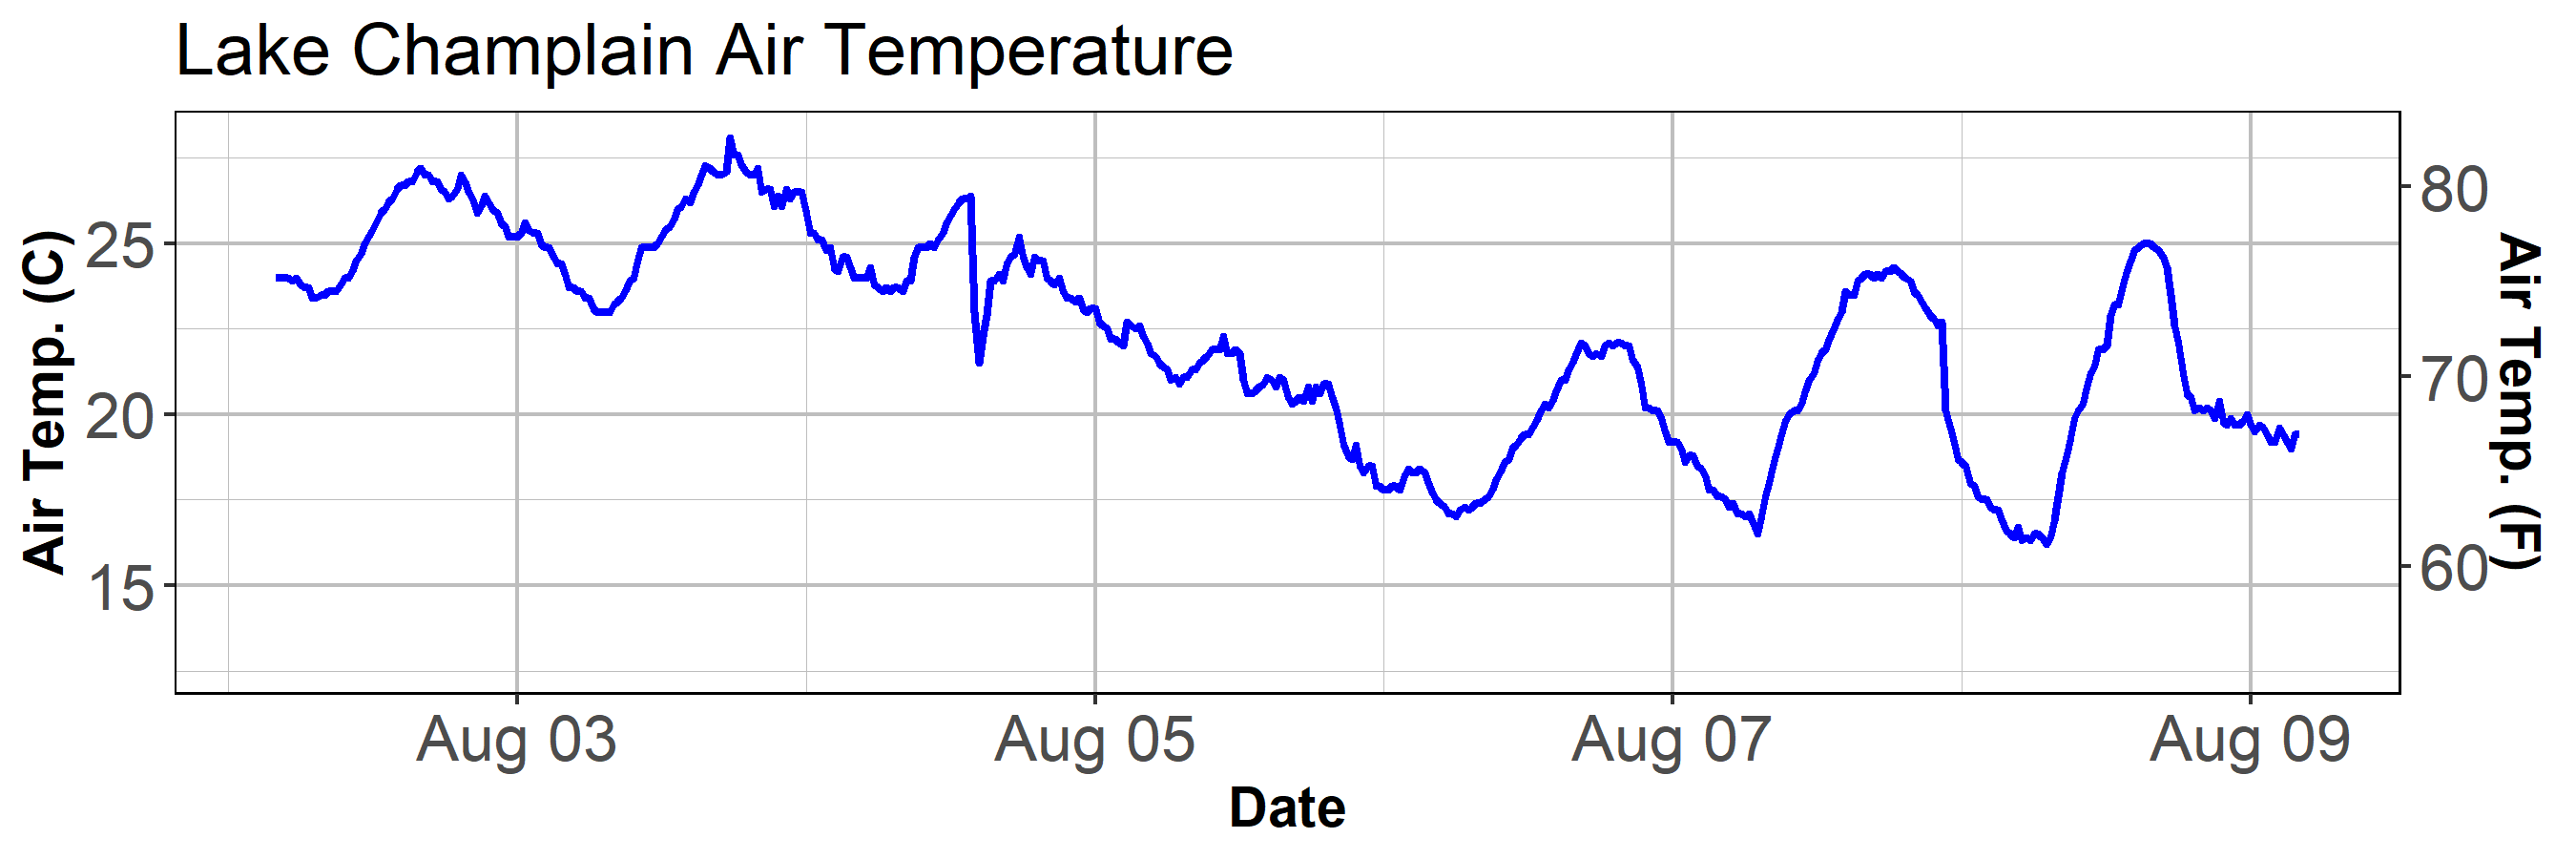 Lake Champlain Air Temperature
Air Temp. (C)
25
20
15
80
70
60
Air Temp. (F)
Aug 03 Aug 05 Aug 07 Aug 09
Date